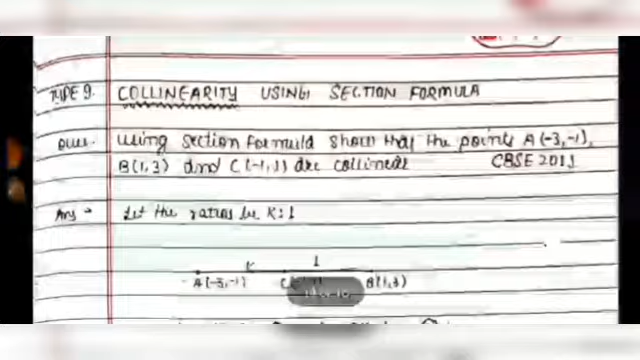 TYPE 9. COLLINEARITY USING SECTION FORMULA
Ques. Using section formula show that the points A(-3,-1),
B(1,3) and C(-1,1) are collinear CBSE 2011
Ans → Let the ratios be K:1
K 1
A(-3,-1) B(1,3)